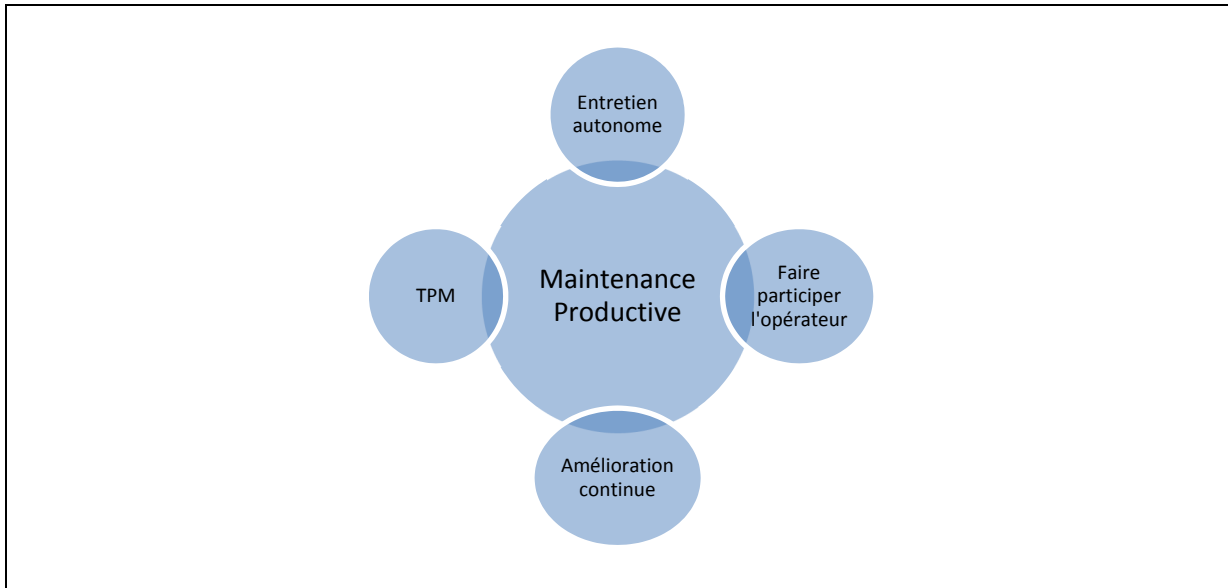 Entretien
autonome
TPM
Maintenance
Productive
Faire
participer
l'opérateur
Amélioration
continue